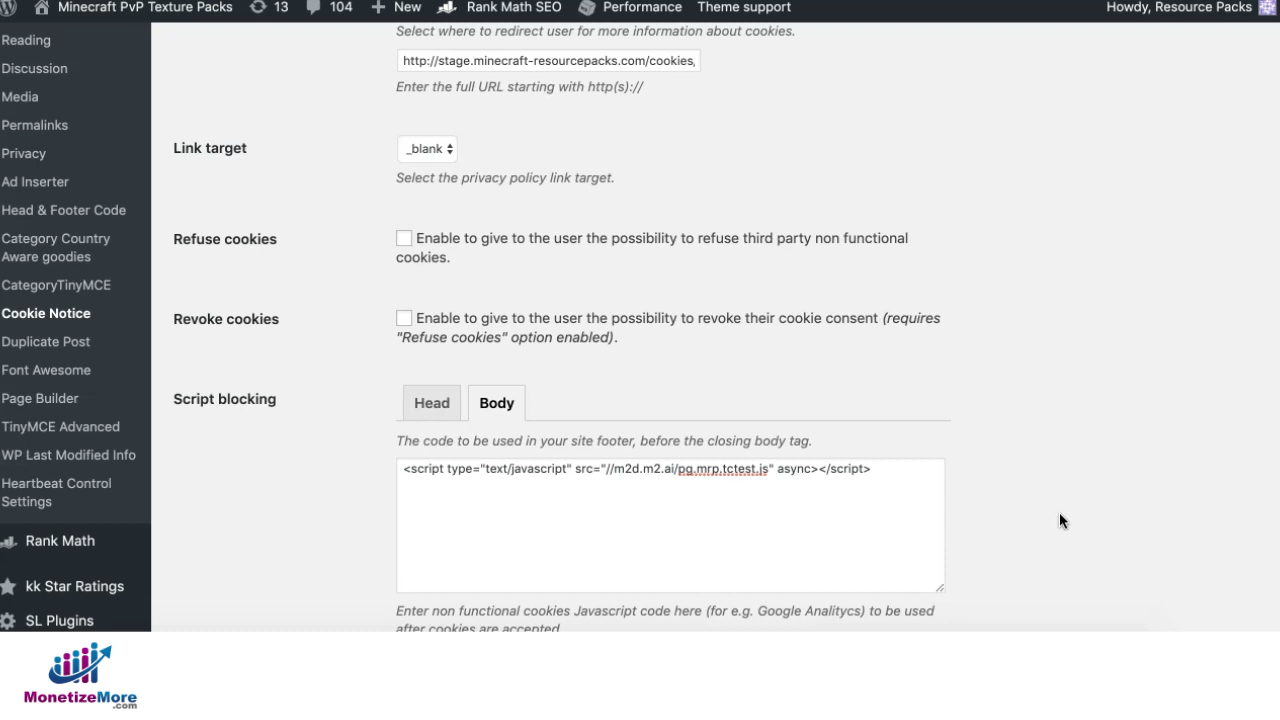 Minecraft PvP Texture Packs 13 104 New Rank Math SEO Performance Theme support Howdy, Resource Packs
Reading
Discussion
Media
Permalinks
Privacy
Ad Inserter
Head & Footer Code
Category Country
Aware goodies
CategoryTinyMCE
Cookie Notice
Duplicate Post
Font Awesome
Page Builder
TinyMCE Advanced
WP Last Modified Info
Heartbeat Control
Settings
Rank Math
kk Star Ratings
SL Plugins
Select where to redirect user for more information about cookies.
http://stage.minecraft-resourcepacks.com/cookies,
Enter the full URL starting with http(s)://
Link target
_blank
Select the privacy policy link target.
Refuse cookies
Enable to give to the user the possibility to refuse third party non functional
cookies.
Revoke cookies
Enable to give to the user the possibility to revoke their cookie consent (requires
"Refuse cookies" option enabled).
Script blocking
Head Body
The code to be used in your site footer, before the closing body tag.
<script type="text/javascript" src="//m2d.m2.ai/pg.mrp.tctest.js" async></script>
Enter non functional cookies Javascript code here (for e.g. Google Analitycs) to be used
after cookies are accepted
MonetizeMore
.com